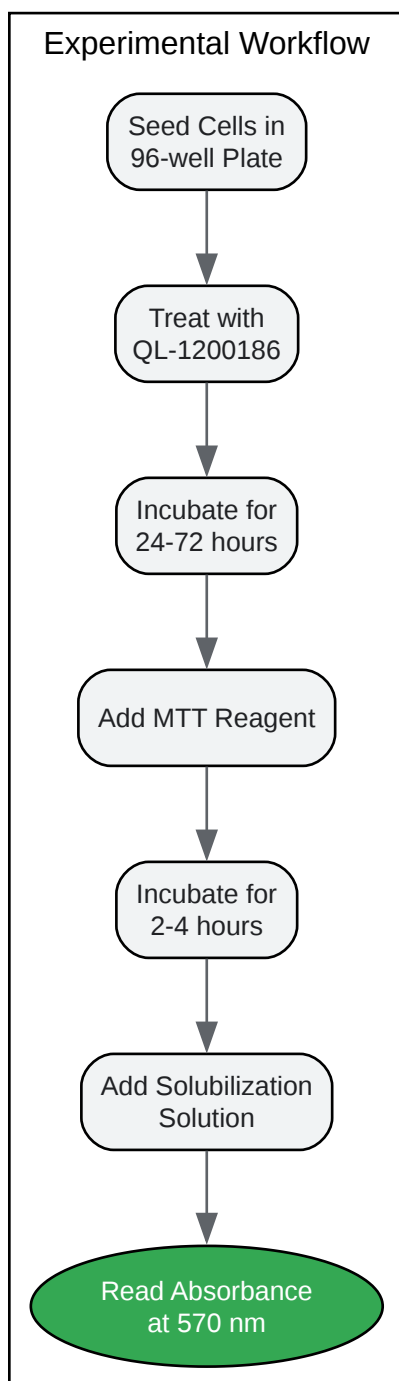 Experimental Workflow
Seed Cells in
96-well Plate
Treat with
QL-1200186
Incubate for
24-72 hours
Add MTT Reagent
Incubate for
2-4 hours
Add Solubilization
Solution
Read Absorbance
at 570 nm